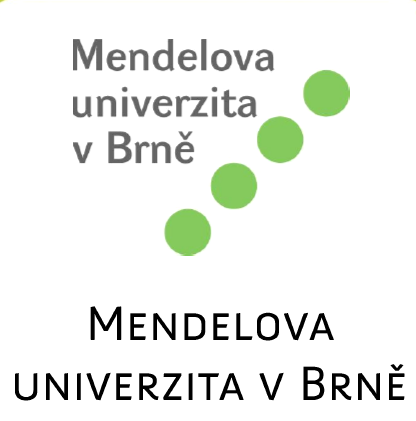 Mendelova
univerzita
v Brně
Mendelova
univerzita v Brně